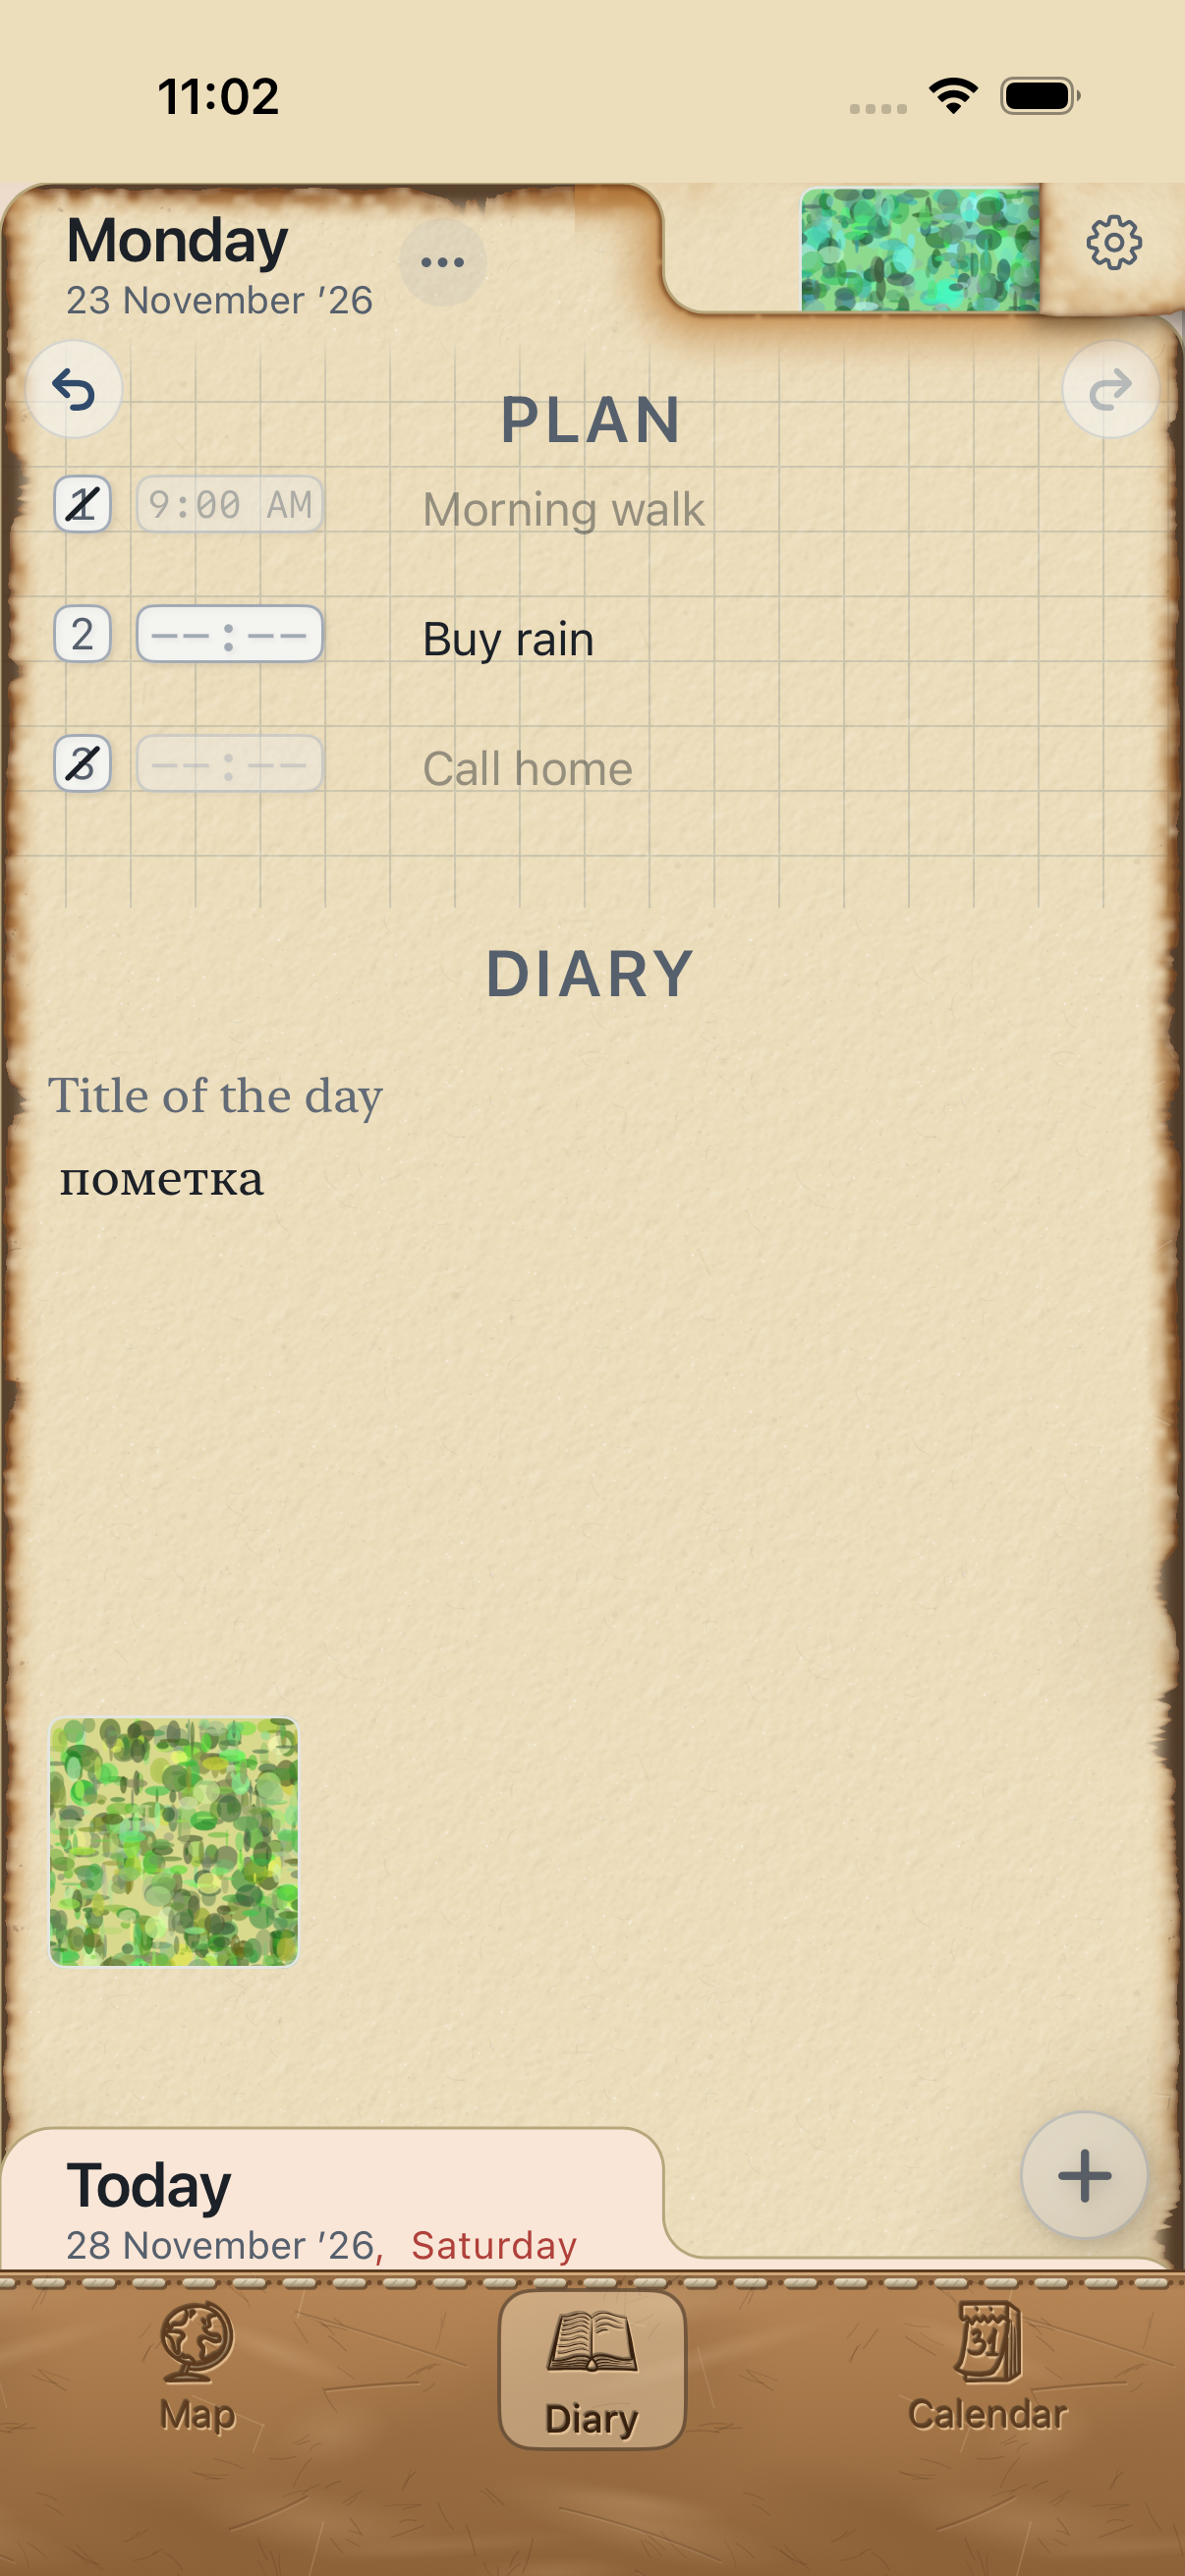 11:02
Monday
23 November ’26
PLAN
1 9:00 AM Morning walk
2 --:-- Buy rain
3 --:-- Call home
DIARY
Title of the day
пометка
Today
28 November ’26, Saturday
31
Map
Diary
Calendar